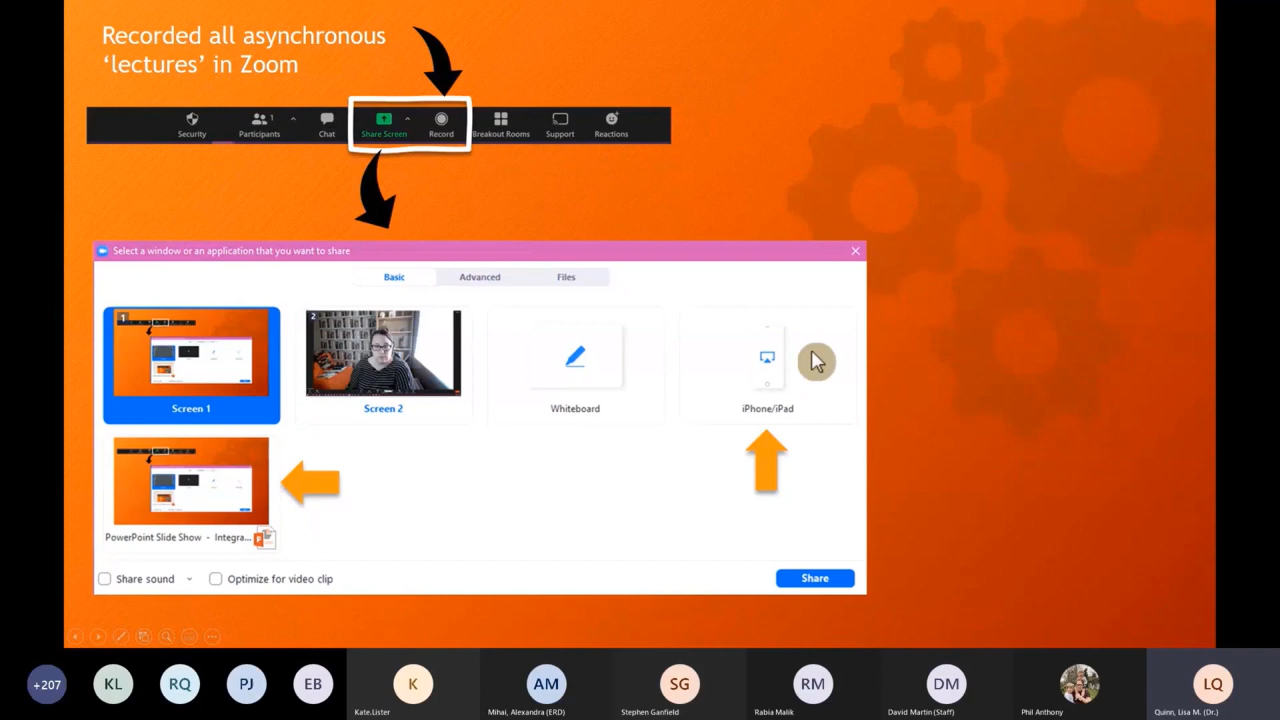 Recorded all asynchronous
‘lectures’ in Zoom
Security
Participants
1
Chat
Share Screen
Record
Breakout Rooms
Support
Reactions
Select a window or an application that you want to share
Basic
Advanced
Files
1
Screen 1
2
Screen 2
Whiteboard
iPhone/iPad
PowerPoint Slide Show - Integra...
Share sound
Optimize for video clip
Share
+207
KL
RQ
PJ
EB
K
Kate.Lister
AM
Mihai, Alexandra (ERD)
SG
Stephen Ganfield
RM
Rabia Malik
DM
David Martin (Staff)
Phil Anthony
LQ
Quinn, Lisa M. (Dr.)